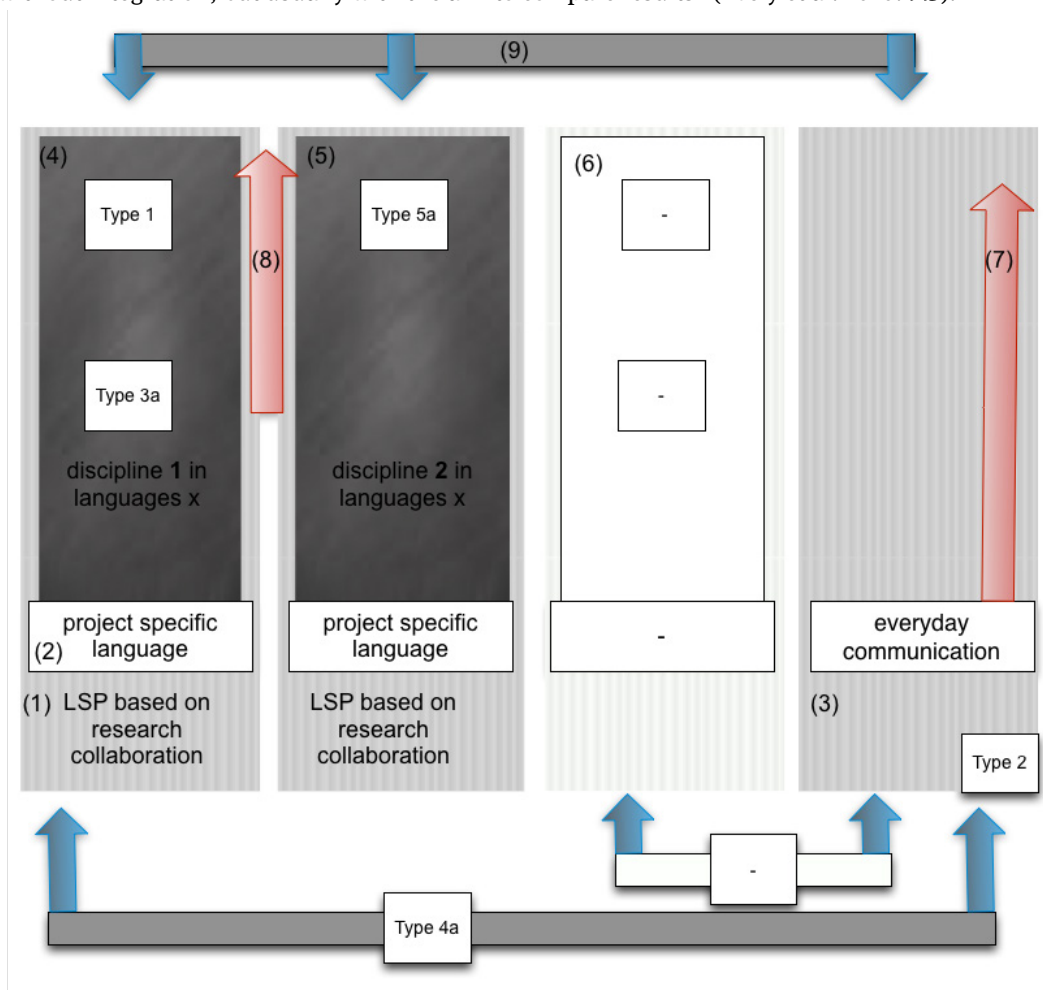 (9)
(4)
(5)
(6)
Type 1
Type 5a
-
(8)
(7)
Type 3a
-
discipline 1 in
languages x
discipline 2 in
languages x
project specific
language
(2)
project specific
language
-
everyday
communication
(1) LSP based on
research
collaboration
LSP based on
research
collaboration
(3)
Type 2
-
Type 4a